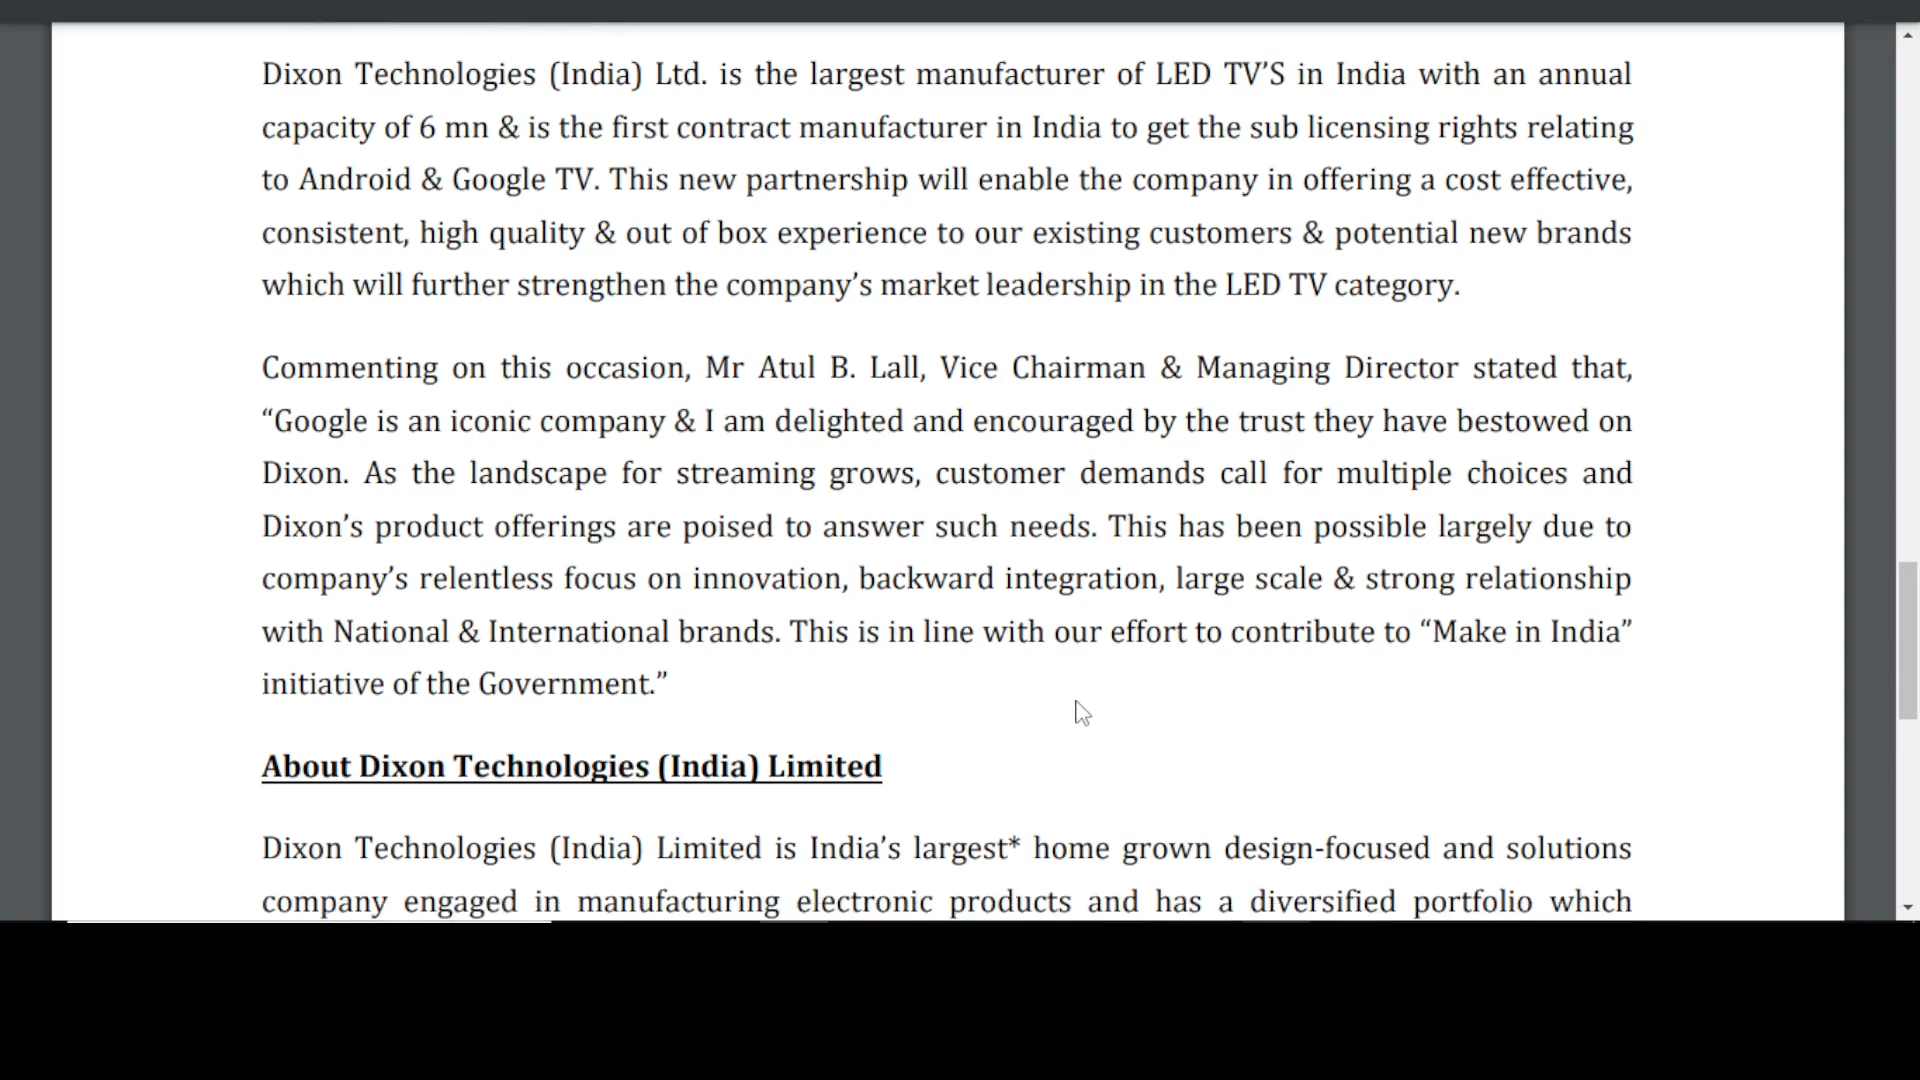 Dixon Technologies (India) Ltd. is the largest manufacturer of LED TV’S in India with an annual
capacity of 6 mn & is the first contract manufacturer in India to get the sub licensing rights relating
to Android & Google TV. This new partnership will enable the company in offering a cost effective,
consistent, high quality & out of box experience to our existing customers & potential new brands
which will further strengthen the company’s market leadership in the LED TV category.
Commenting on this occasion, Mr Atul B. Lall, Vice Chairman & Managing Director stated that,
“Google is an iconic company & I am delighted and encouraged by the trust they have bestowed on
Dixon. As the landscape for streaming grows, customer demands call for multiple choices and
Dixon’s product offerings are poised to answer such needs. This has been possible largely due to
company’s relentless focus on innovation, backward integration, large scale & strong relationship
with National & International brands. This is in line with our effort to contribute to “Make in India”
initiative of the Government.”
About Dixon Technologies (India) Limited
Dixon Technologies (India) Limited is India’s largest* home grown design-focused and solutions
company engaged in manufacturing electronic products and has a diversified portfolio which